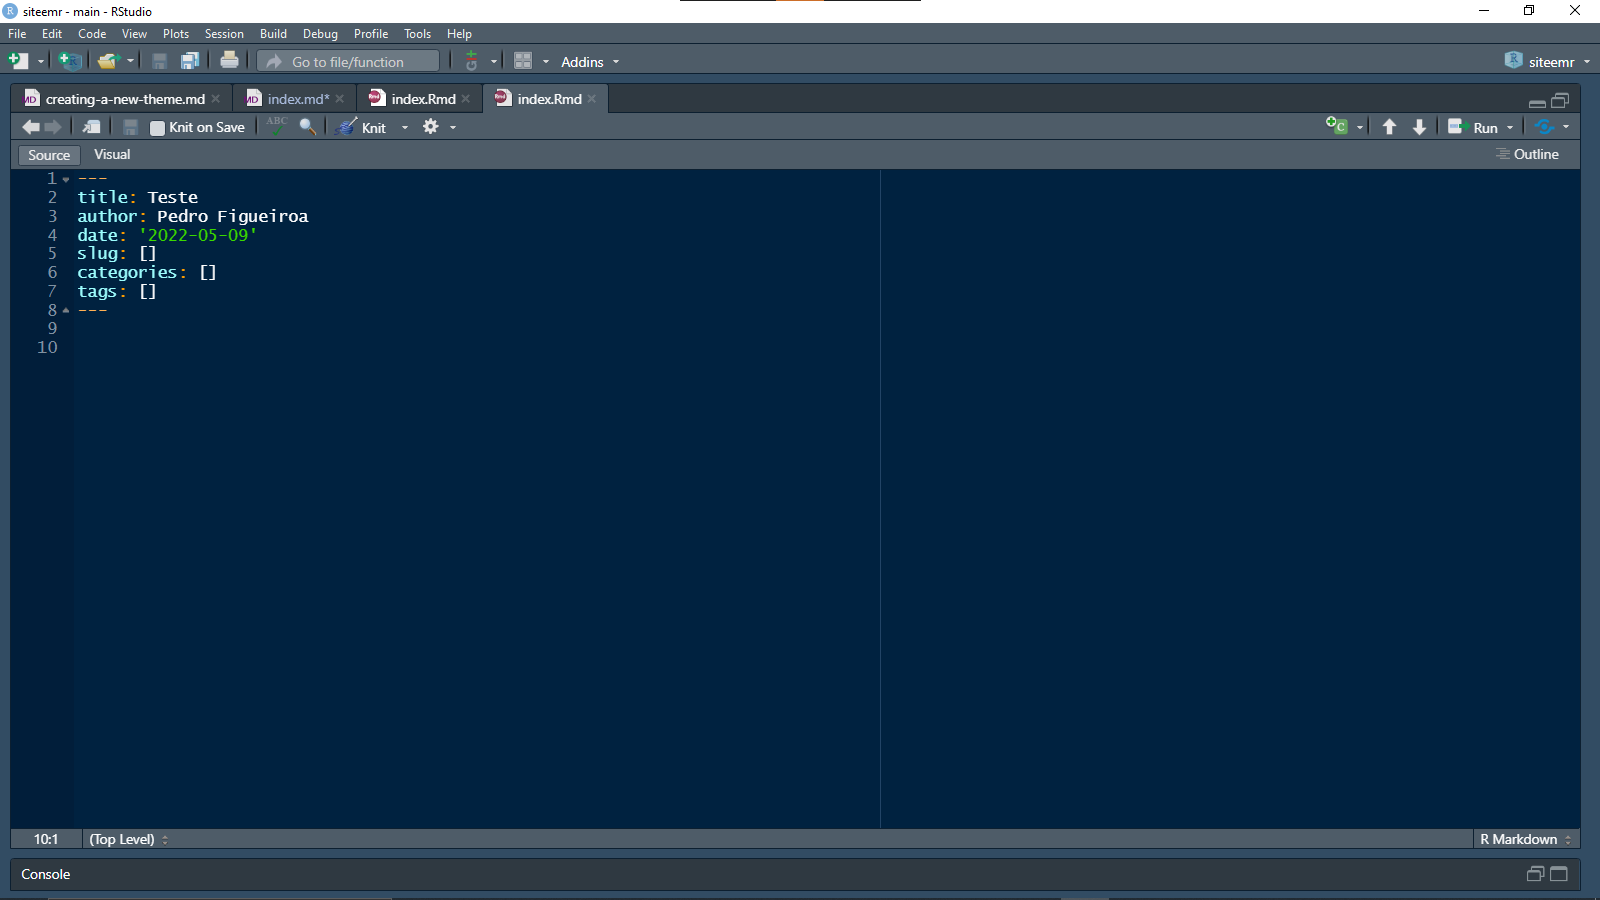 siteemr - main - RStudio
File Edit Code View Plots Session Build Debug Profile Tools Help
Go to file/function Addins siteemr
creating-a-new-theme.md index.md* index.Rmd index.Rmd
Knit on Save ABC Knit Run
Source Visual Outline
1 ---
2 title: Teste
3 author: Pedro Figueiroa
4 date: '2022-05-09'
5 slug: []
6 categories: []
7 tags: []
8 ---
9
10
10:1 (Top Level) R Markdown
Console